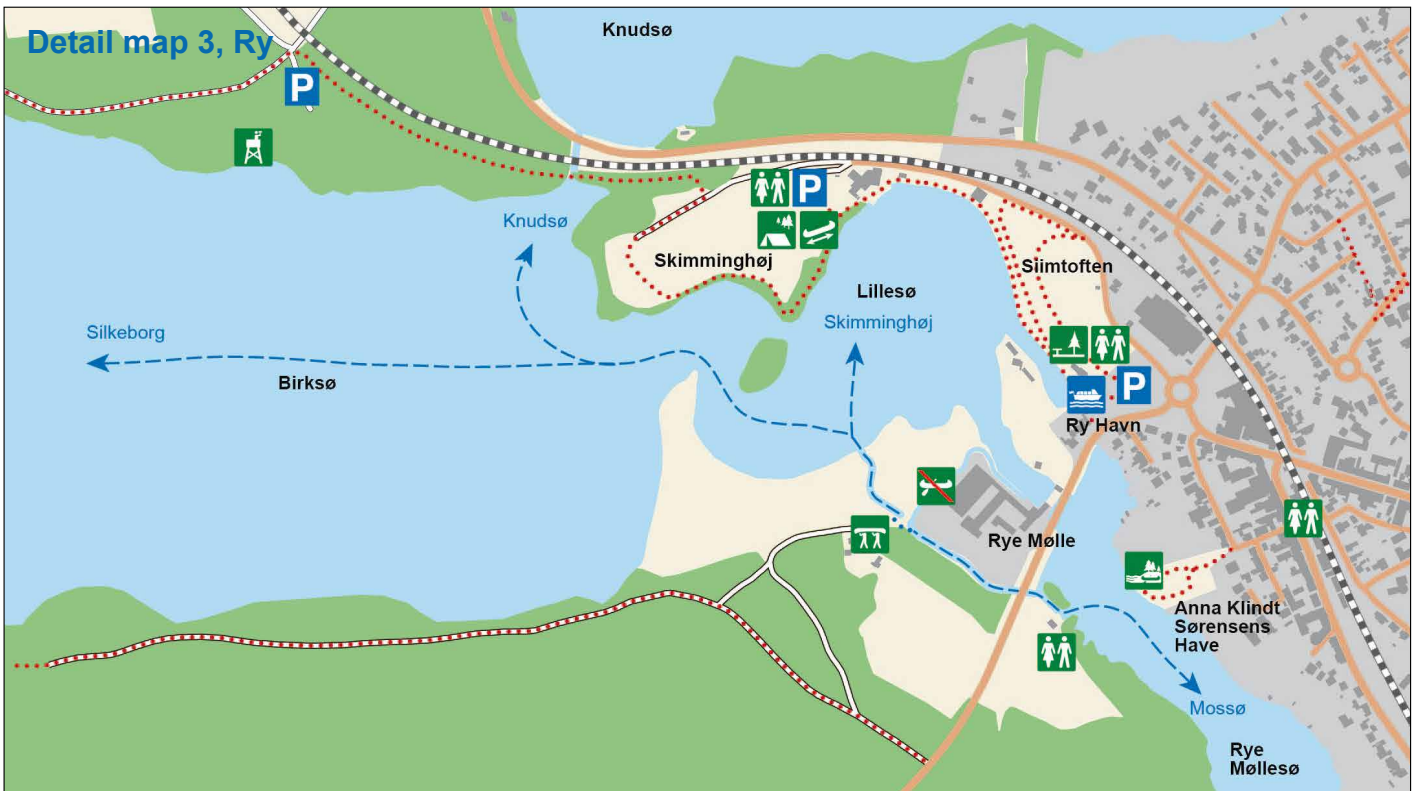 Detail map 3, Ry
Knudsø
P
P
Knudsø
Skimminghøj
Siimtoften
Lillesø
Skimminghøj
Silkeborg
Birksø
P
Ry Havn
Rye Mølle
Anna Klindt
Sørensens
Have
Mossø
Rye
Møllesø